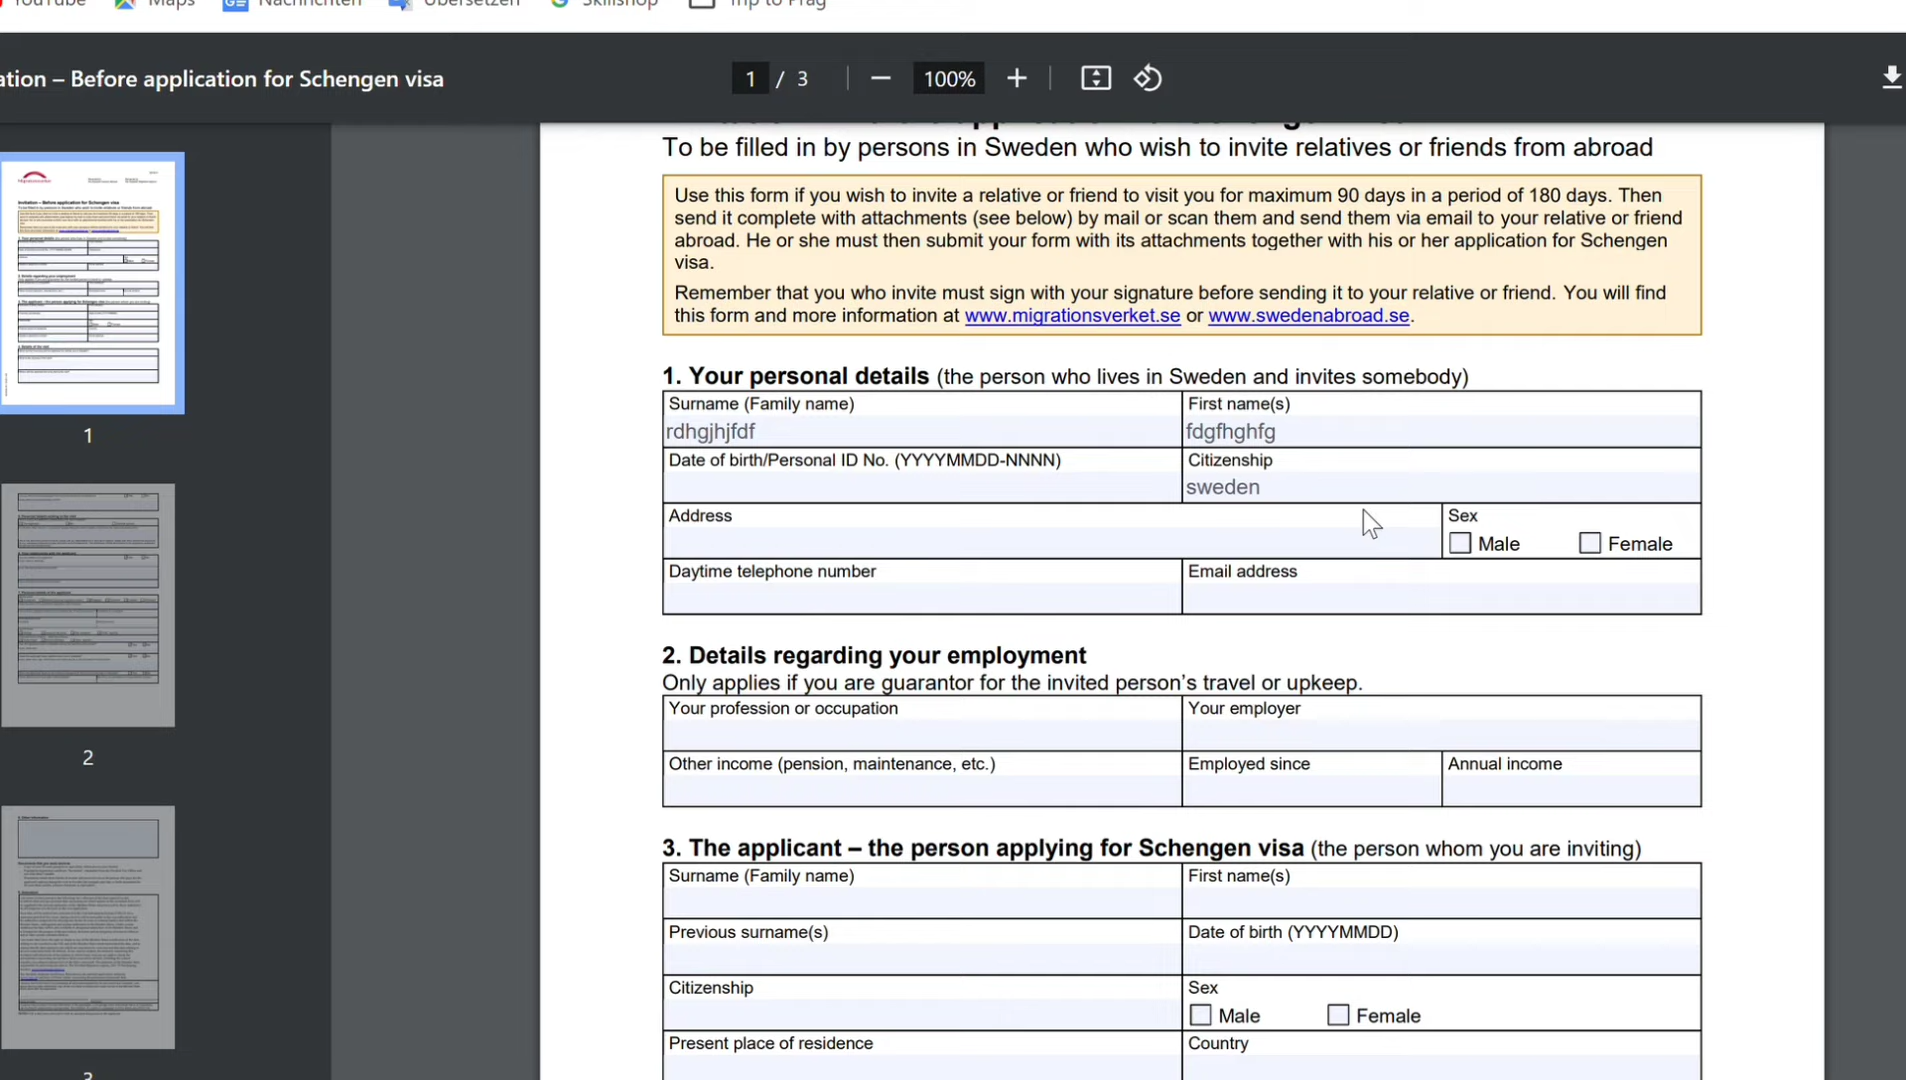 Maps
Nachrichten
Übersetzen
Skillshop
Trip to Prag
ation – Before application for Schengen visa
1 / 3
100%
To be filled in by persons in Sweden who wish to invite relatives or friends from abroad
Use this form if you wish to invite a relative or friend to visit you for maximum 90 days in a period of 180 days. Then
send it complete with attachments (see below) by mail or scan them and send them via email to your relative or friend
abroad. He or she must then submit your form with its attachments together with his or her application for Schengen
visa.
Remember that you who invite must sign with your signature before sending it to your relative or friend. You will find
this form and more information at www.migrationsverket.se or www.swedenabroad.se.
1. Your personal details (the person who lives in Sweden and invites somebody)
Surname (Family name)
First name(s)
rdhgjhjfdf
fdgfhghfg
Date of birth/Personal ID No. (YYYYMMDD-NNNN)
Citizenship
sweden
Address
Sex
Male
Female
Daytime telephone number
Email address
2. Details regarding your employment
Only applies if you are guarantor for the invited person's travel or upkeep.
Your profession or occupation
Your employer
Other income (pension, maintenance, etc.)
Employed since
Annual income
3. The applicant – the person applying for Schengen visa (the person whom you are inviting)
Surname (Family name)
First name(s)
Previous surname(s)
Date of birth (YYYYMMDD)
Citizenship
Sex
Male
Female
Present place of residence
Country
1
2
3